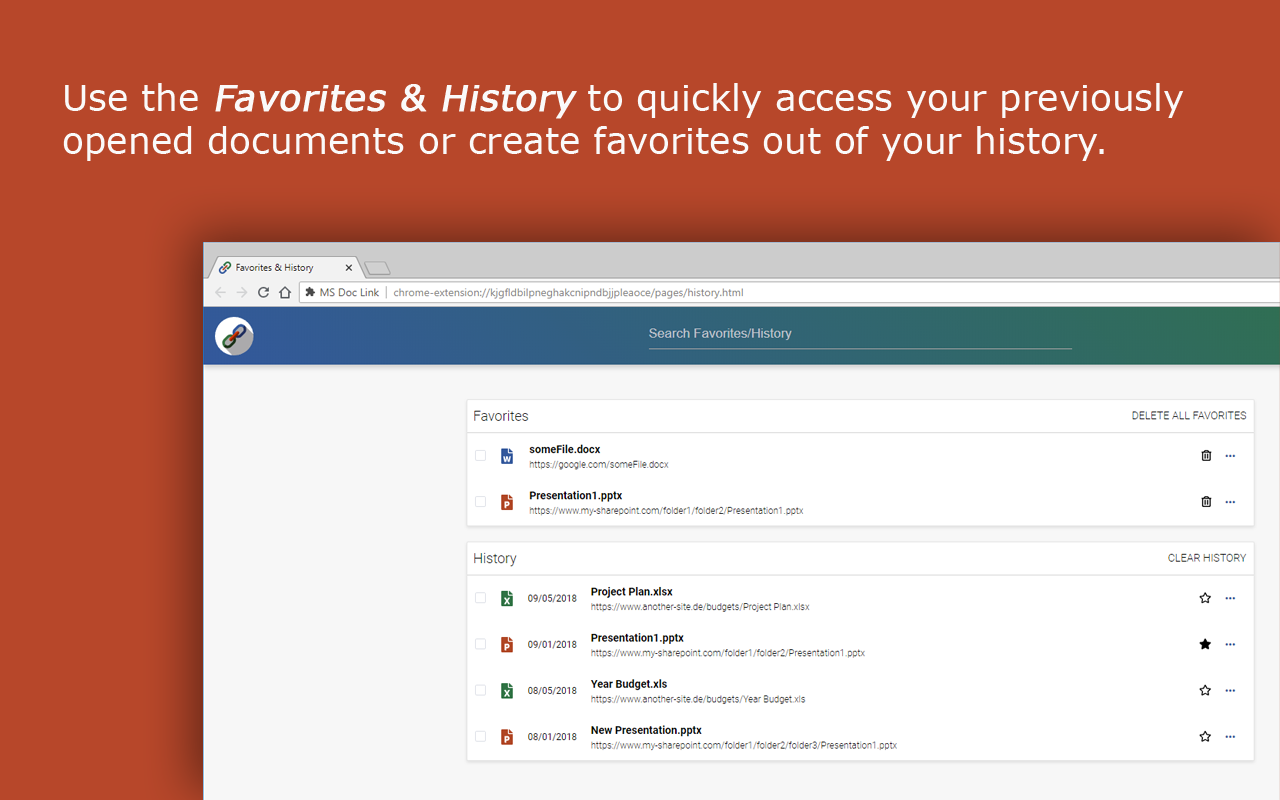 Use the Favorites & History to quickly access your previously
opened documents or create favorites out of your history.
Favorites & History
MS Doc Link
chrome-extension://kjgfldbilpneghakcnipndbjjpleaoce/pages/history.html
Search Favorites/History
Favorites
DELETE ALL FAVORITES
W
someFile.docx
https://google.com/someFile.docx
P
Presentation1.pptx
https://www.my-sharepoint.com/folder1/folder2/Presentation1.pptx
History
CLEAR HISTORY
X
09/05/2018
Project Plan.xlsx
https://www.another-site.de/budgets/Project Plan.xlsx
P
09/01/2018
Presentation1.pptx
https://www.my-sharepoint.com/folder1/folder2/Presentation1.pptx
X
08/05/2018
Year Budget.xls
https://www.another-site.de/budgets/Year Budget.xls
P
08/01/2018
New Presentation.pptx
https://www.my-sharepoint.com/folder1/folder2/folder3/Presentation1.pptx